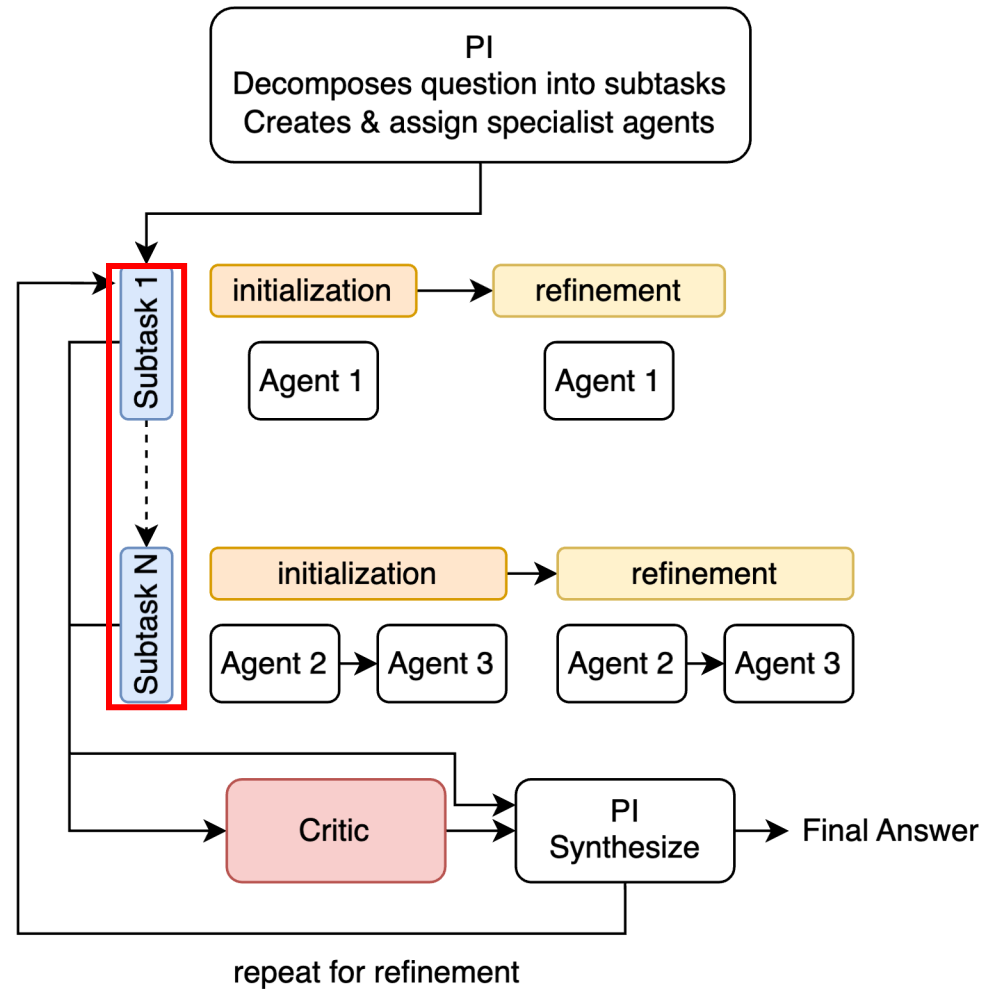 PI
Decomposes question into subtasks
Creates & assign specialist agents
Subtask 1
initialization
refinement
Agent 1
Agent 1
Subtask N
initialization
refinement
Agent 2
Agent 3
Agent 2
Agent 3
Critic
PI
Synthesize
Final Answer
repeat for refinement